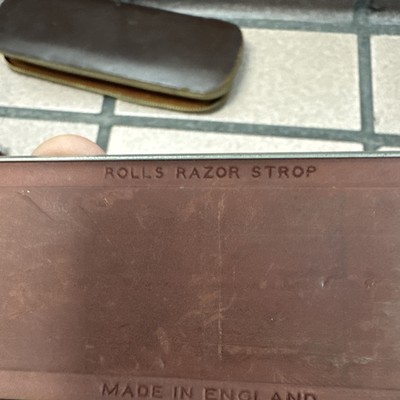 ROLLS RAZOR STROP
MADE IN ENGLAND